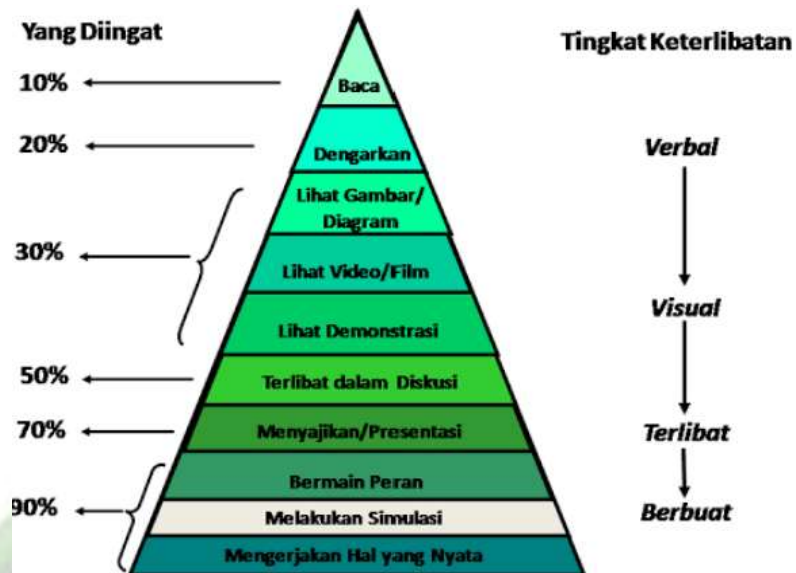 Yang Diingat
Tingkat Keterlibatan
10%
Baca
20%
Dengarkan
Verbal
Lihat Gambar/
Diagram
30%
Lihat Video/Film
Visual
Lihat Demonstrasi
50%
Terlibat dalam Diskusi
70%
Menyajikan/Presentasi
Terlibat
Bermain Peran
90%
Melakukan Simulasi
Berbuat
Mengerjakan Hal yang Nyata